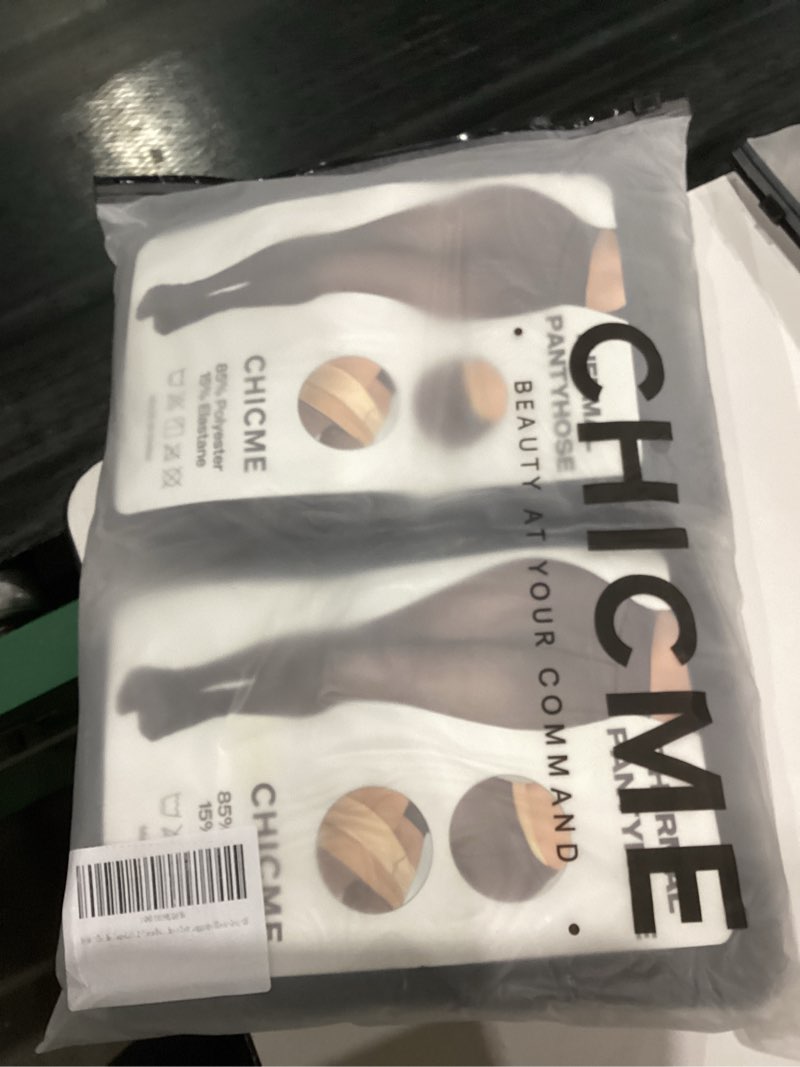 CHICME
• BEAUTY AT YOUR COMMAND •
PANTYHOSE
CHICME
85% Polyester
15% Elastane
CHICME
85%
15%